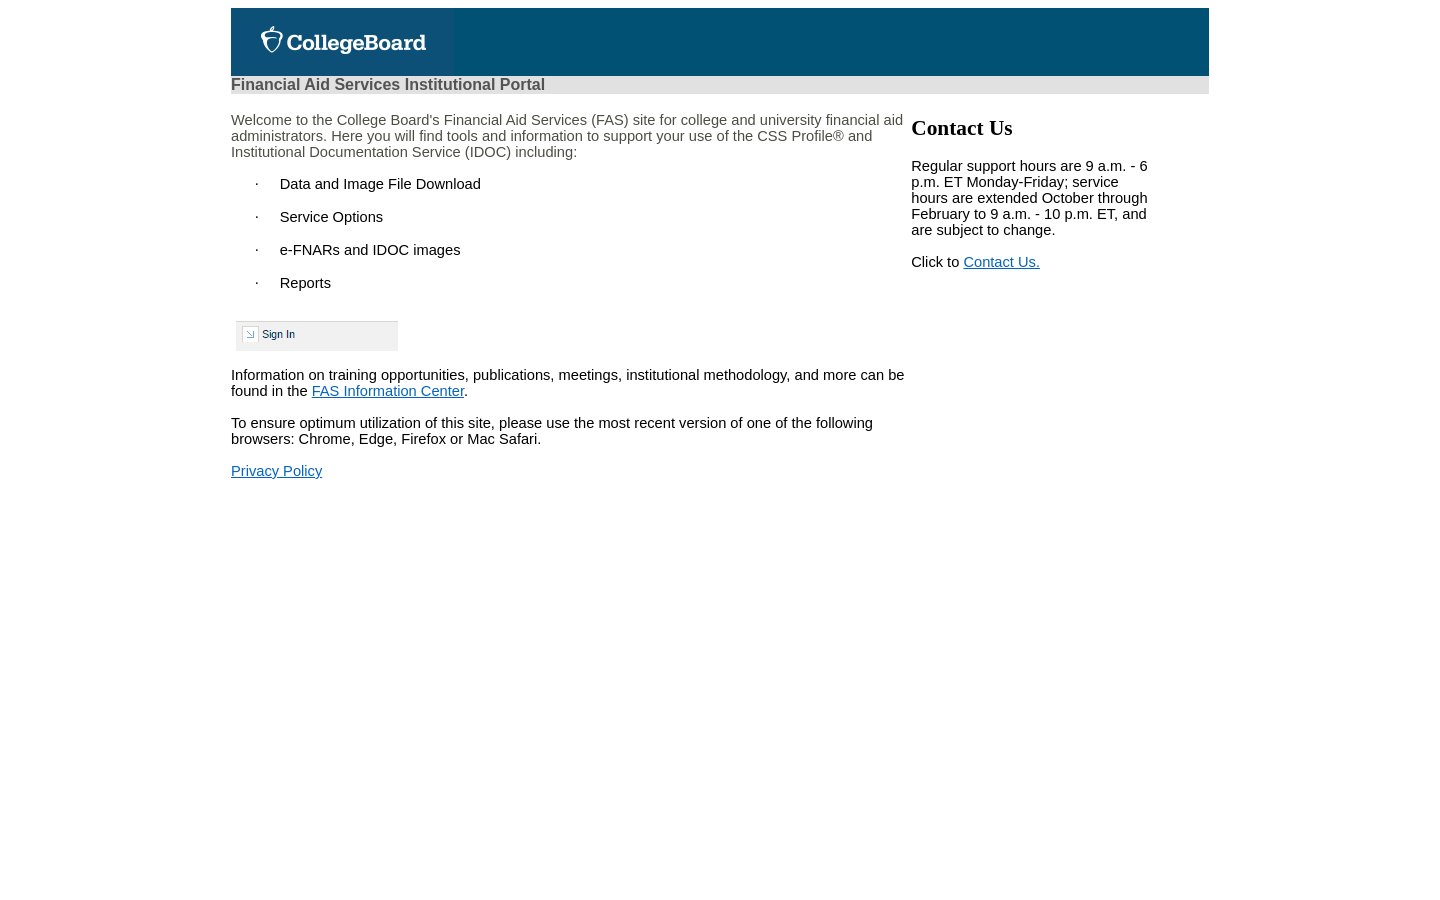 CollegeBoard
Financial Aid Services Institutional Portal
Welcome to the College Board's Financial Aid Services (FAS) site for college and university financial aid
administrators. Here you will find tools and information to support your use of the CSS Profile® and
Institutional Documentation Service (IDOC) including:
· Data and Image File Download
· Service Options
· e-FNARs and IDOC images
· Reports
Sign In
Information on training opportunities, publications, meetings, institutional methodology, and more can be
found in the FAS Information Center.
To ensure optimum utilization of this site, please use the most recent version of one of the following
browsers: Chrome, Edge, Firefox or Mac Safari.
Privacy Policy
Contact Us
Regular support hours are 9 a.m. - 6
p.m. ET Monday-Friday; service
hours are extended October through
February to 9 a.m. - 10 p.m. ET, and
are subject to change.
Click to Contact Us.